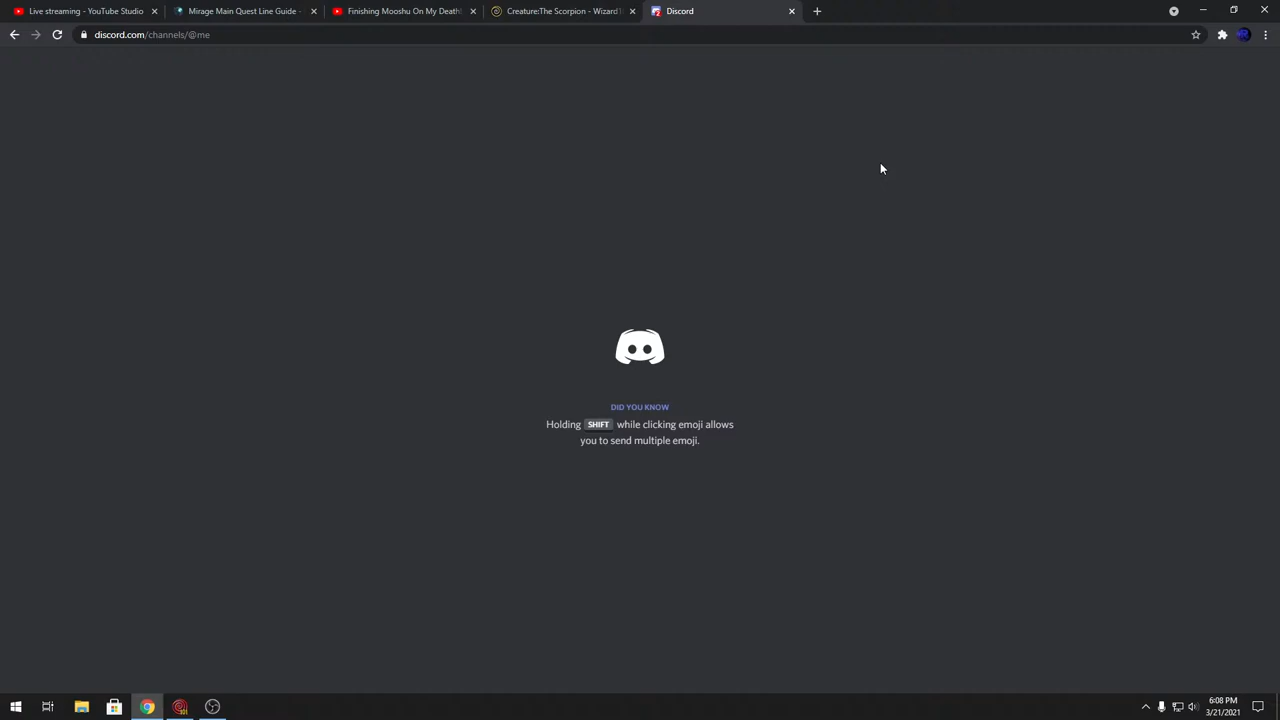 Live streaming - YouTube Studio
Mirage Main Quest Line Guide -
Finishing Mooshu On My Death
Creature:The Scorpion - Wizard
Discord
discord.com/channels/@me
DID YOU KNOW
Holding SHIFT while clicking emoji allows
you to send multiple emoji.
6:08 PM
3/21/2021